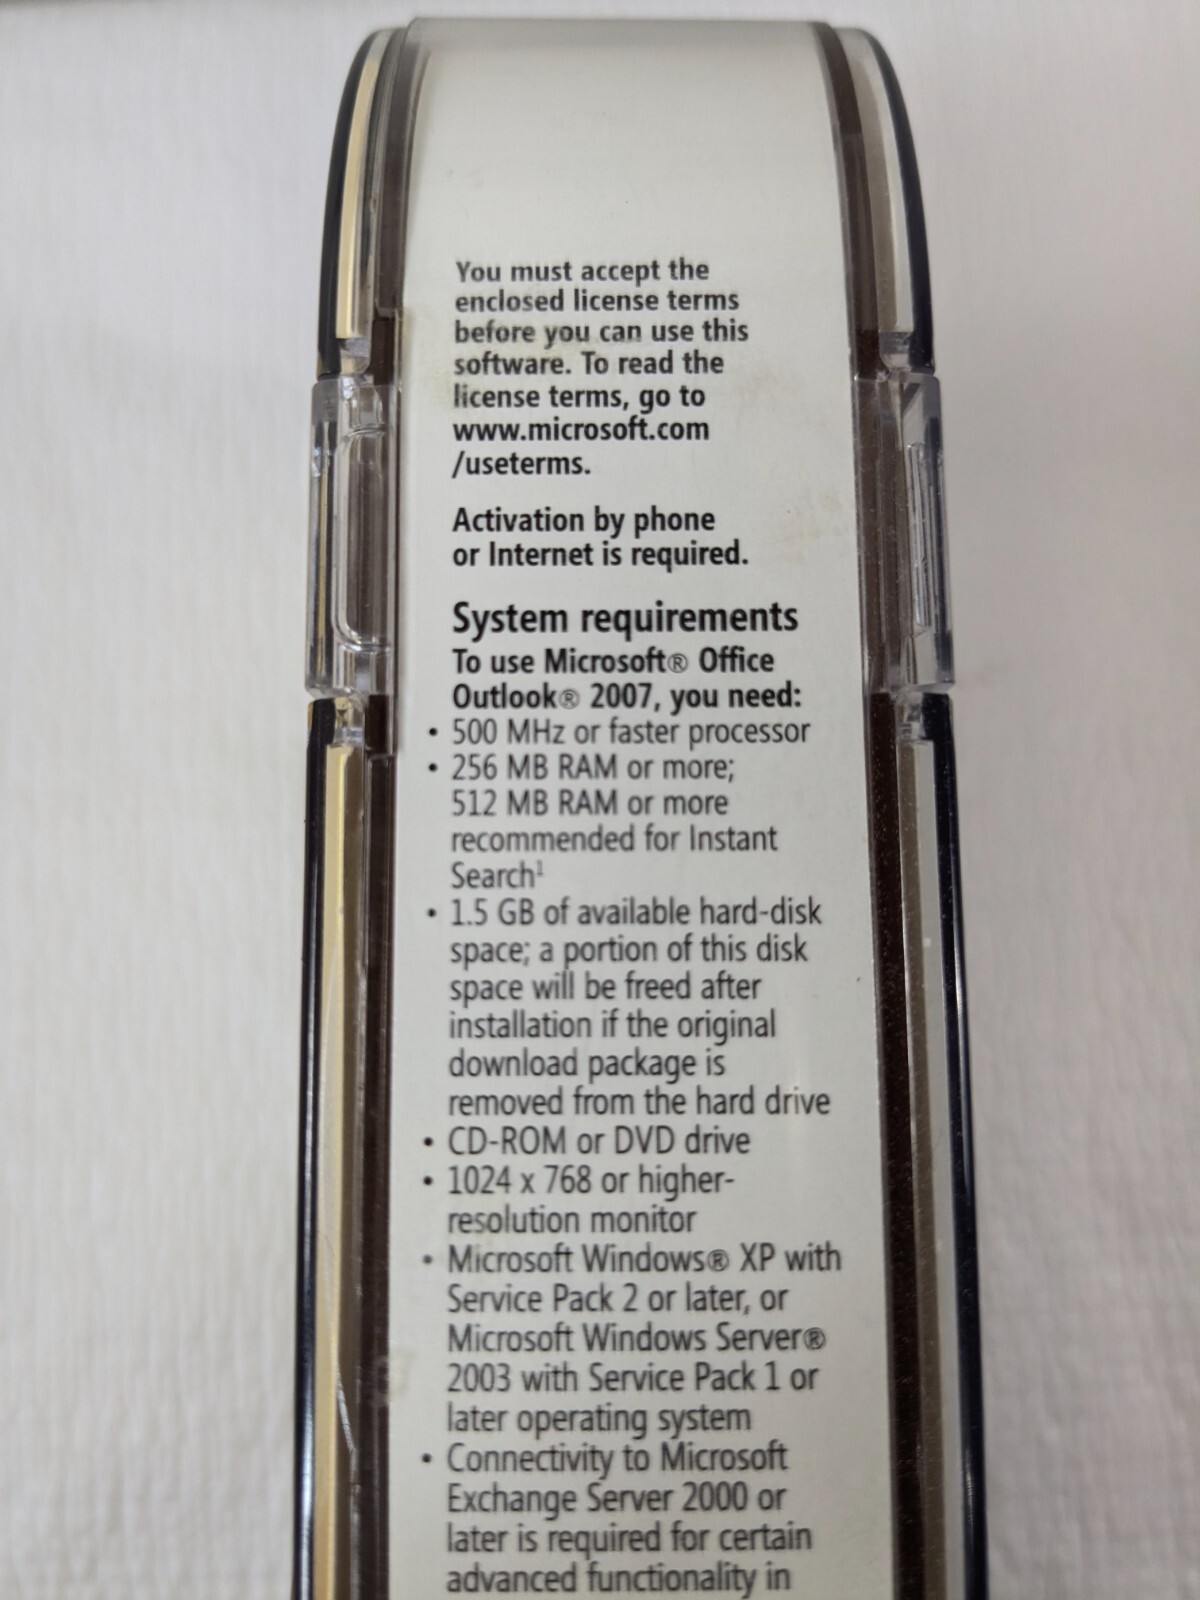 You must accept the
enclosed license terms
before you can use this
software. To read the
license terms, go to
www.microsoft.com
/useterms.
Activation by phone
or Internet is required.
System requirements
To use Microsoft® Office
Outlook® 2007, you need:
• 500 MHz or faster processor
• 256 MB RAM or more;
512 MB RAM or more
recommended for Instant
Search¹
• 1.5 GB of available hard-disk
space; a portion of this disk
space will be freed after
installation if the original
download package is
removed from the hard drive
• CD-ROM or DVD drive
• 1024 x 768 or higher-
resolution monitor
• Microsoft Windows® XP with
Service Pack 2 or later, or
Microsoft Windows Server®
2003 with Service Pack 1 or
later operating system
• Connectivity to Microsoft
Exchange Server 2000 or
later is required for certain
advanced functionality in